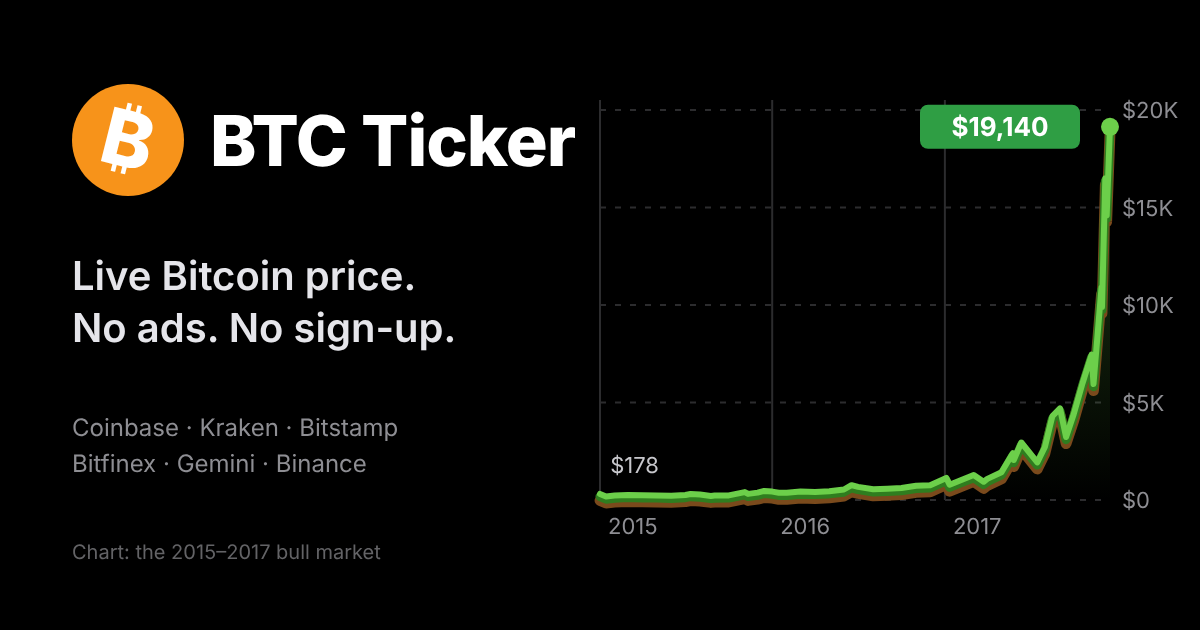 BTC Ticker
Live Bitcoin price.
No ads. No sign-up.
Coinbase · Kraken · Bitstamp
Bitfinex · Gemini · Binance
Chart: the 2015–2017 bull market
$19,140
$20K
$15K
$10K
$5K
$178
$0
2015 2016 2017